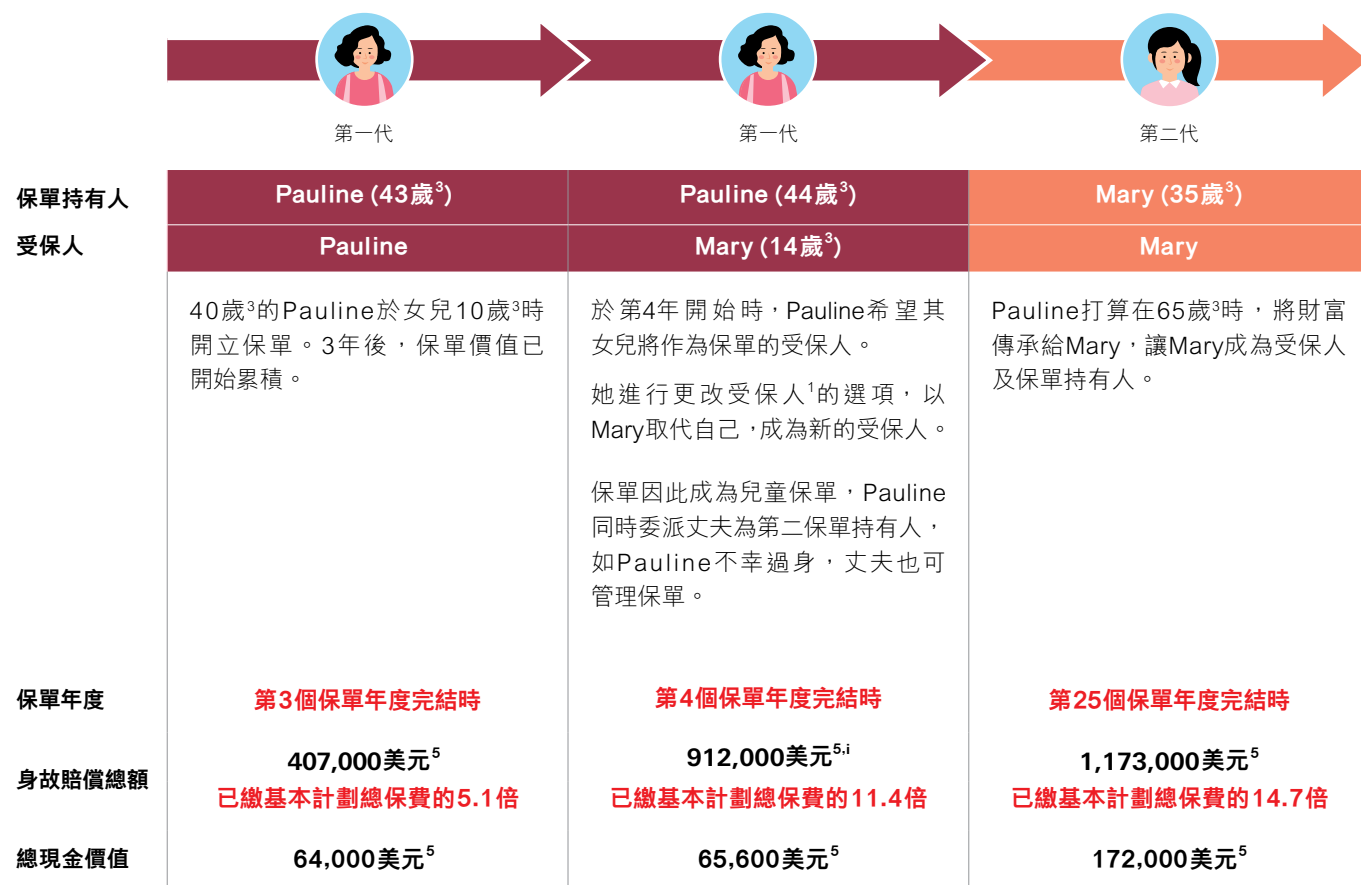 第一代
第一代
第二代
保單持有人
Pauline (43歲³)
Pauline (44歲³)
Mary (35歲³)
受保人
Pauline
Mary (14歲³)
Mary
40歲³的Pauline於女兒10歲³時
開立保單。3年後，保單價值已
開始累積。
於第4年開始時，Pauline希望其
女兒將作為保單的受保人。
她進行更改受保人¹的選項，以
Mary取代自己，成為新的受保人。
保單因此成為兒童保單，Pauline
同時委派丈夫為第二保單持有人，
如Pauline不幸過身，丈夫也可
管理保單。
Pauline打算在65歲³時，將財富
傳承給Mary，讓Mary成為受保人
及保單持有人。
保單年度
第3個保單年度完結時
第4個保單年度完結時
第25個保單年度完結時
身故賠償總額
407,000美元⁵
已繳基本計劃總保費的5.1倍
912,000美元⁵,ⁱ
已繳基本計劃總保費的11.4倍
1,173,000美元⁵
已繳基本計劃總保費的14.7倍
總現金價值
64,000美元⁵
65,600美元⁵
172,000美元⁵